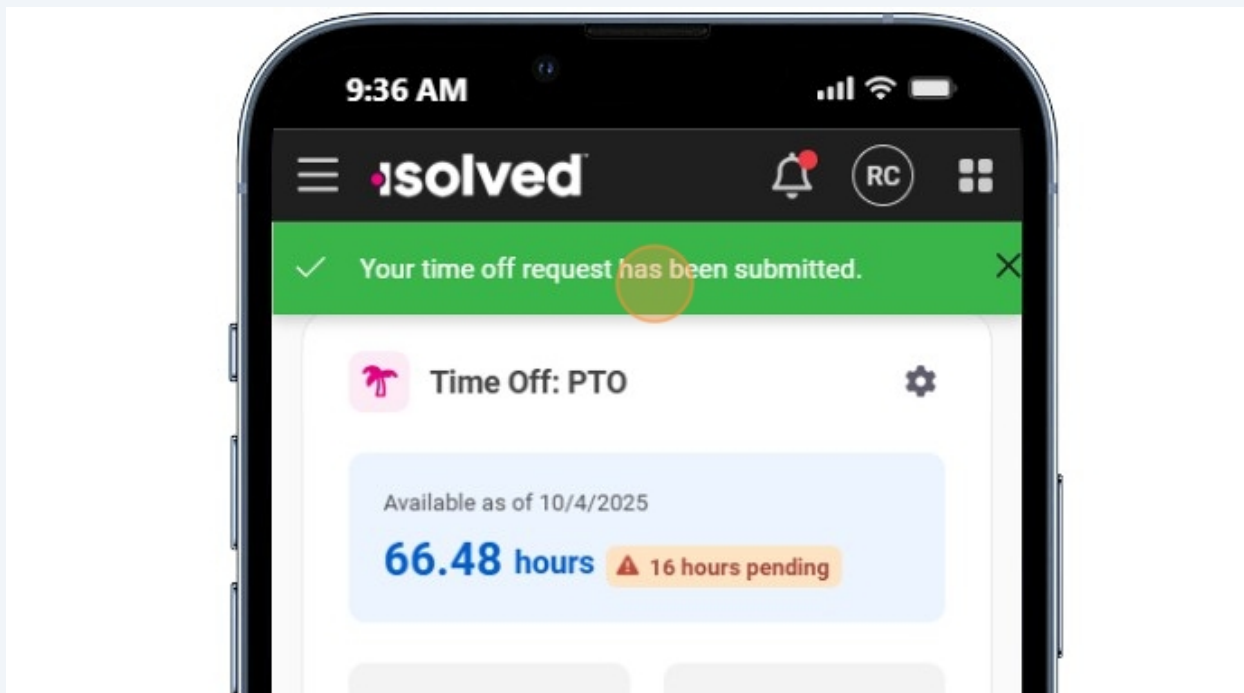 9:36 AM
isolved
RC
Your time off request has been submitted.
Time Off: PTO
Available as of 10/4/2025
66.48 hours 16 hours pending